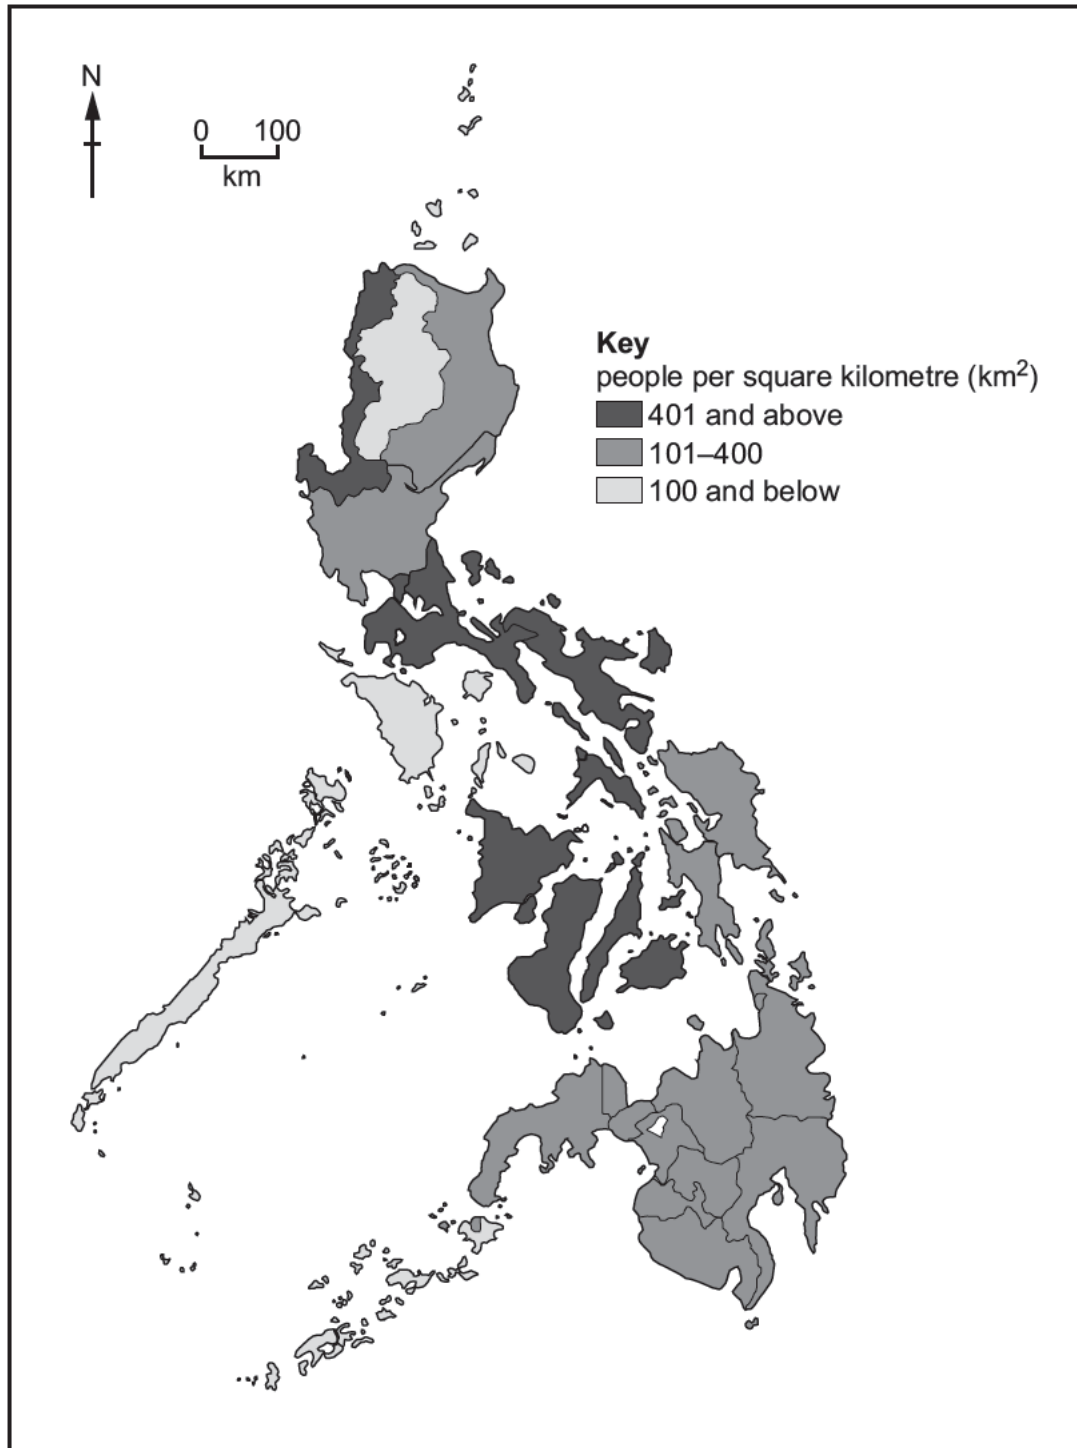 N
0 100
km
Key
people per square kilometre (km²)
401 and above
101–400
100 and below